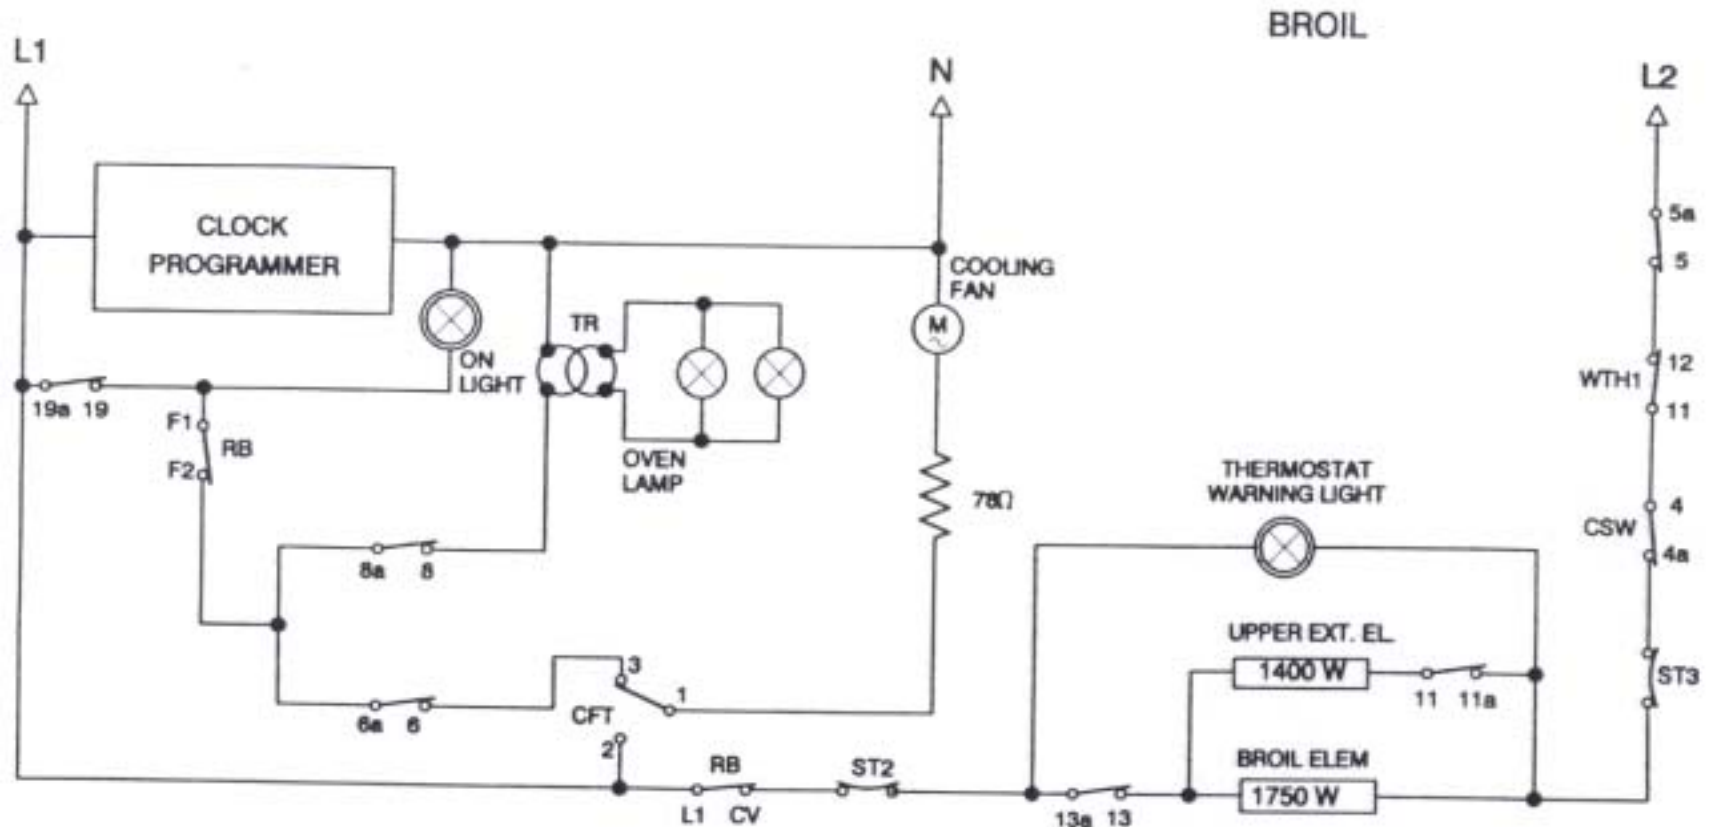 BROIL
L1
N
L2
CLOCK
PROGRAMMER
5a
5
COOLING
FAN
M
TR
ON
LIGHT
12
WTH1
11
19a 19
F1
RB
F2
OVEN
LAMP
THERMOSTAT
WARNING LIGHT
78Ω
4
CSW
4a
8a 8
UPPER EXT. EL.
1400 W
11 11a
ST3
3
1
CFT
6a 6
2
RB
ST2
BROIL ELEM
1750 W
L1 CV
13a 13